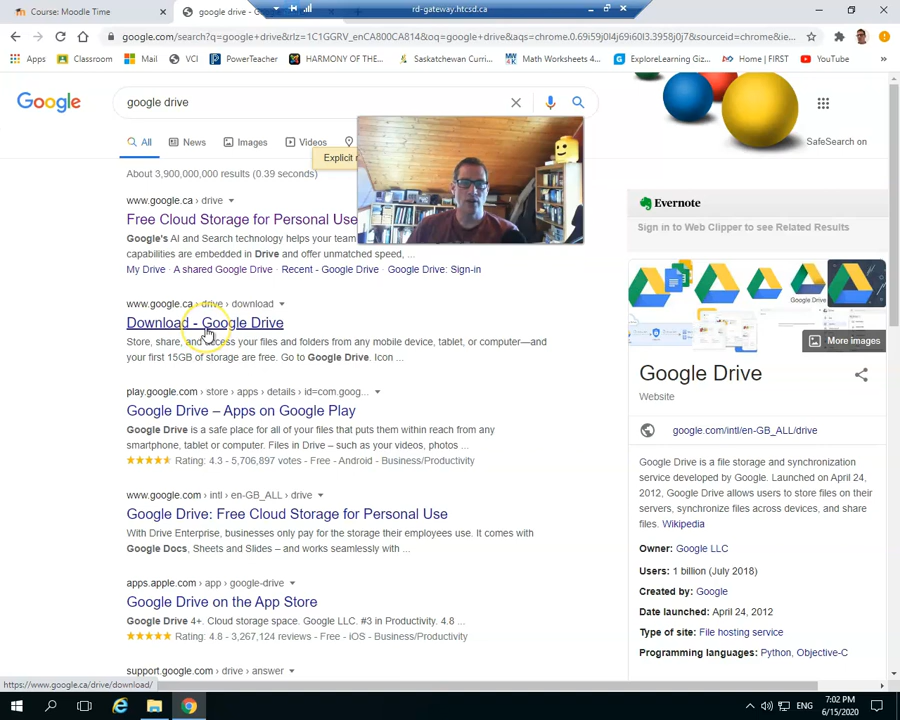 Course: Moodle Time
google drive - G
rd-gateway.htcsd.ca
google.com/search?q=google+drive&rlz=1C1GGRV_enCA800CA814&oq=google+drive&aqs=chrome.0.69i59j0l4j69i60l3.3958j0j7&sourceid=chrome&ie...
Apps
Classroom
Mail
VCI
PowerTeacher
HARMONY OF THE...
Saskatchewan Curri...
Math Worksheets 4...
ExploreLearning Giz...
Home | FIRST
YouTube
Google
google drive
SafeSearch on
All
News
Images
Videos
Explicit
About 3,900,000,000 results (0.39 seconds)
www.google.ca › drive
Free Cloud Storage for Personal Use
Google's AI and Search technology helps your team
capabilities are embedded in Drive and offer unmatched speed, ...
My Drive · A shared Google Drive · Recent - Google Drive · Google Drive: Sign-in
www.google.ca › drive › download
Download - Google Drive
Store, share, and access your files and folders from any mobile device, tablet, or computer—and
your first 15GB of storage are free. Go to Google Drive. Icon ...
play.google.com › store › apps › details › id=com.goog...
Google Drive – Apps on Google Play
Google Drive is a safe place for all of your files that puts them within reach from any
smartphone, tablet or computer. Files in Drive – such as your videos, photos ...
Rating: 4.3 - 5,706,897 votes - Free - Android - Business/Productivity
www.google.com › intl › en-GB_ALL › drive
Google Drive: Free Cloud Storage for Personal Use
With Drive Enterprise, businesses only pay for the storage their employees use. It comes with
Google Docs, Sheets and Slides – and works seamlessly with ...
apps.apple.com › app › google-drive
Google Drive on the App Store
Google Drive 4+. Cloud storage space. Google LLC. #3 in Productivity. 4.8 ...
Rating: 4.8 - 3,267,124 reviews - Free - iOS - Business/Productivity
support.google.com › drive › answer
https://www.google.ca/drive/download/
Evernote
Sign in to Web Clipper to see Related Results
Google Drive
More images
Google Drive
Website
google.com/intl/en-GB_ALL/drive
Google Drive is a file storage and synchronization
service developed by Google. Launched on April 24,
2012, Google Drive allows users to store files on their
servers, synchronize files across devices, and share
files. Wikipedia
Owner: Google LLC
Users: 1 billion (July 2018)
Created by: Google
Date launched: April 24, 2012
Type of site: File hosting service
Programming languages: Python, Objective-C
ENG
7:02 PM
6/15/2020